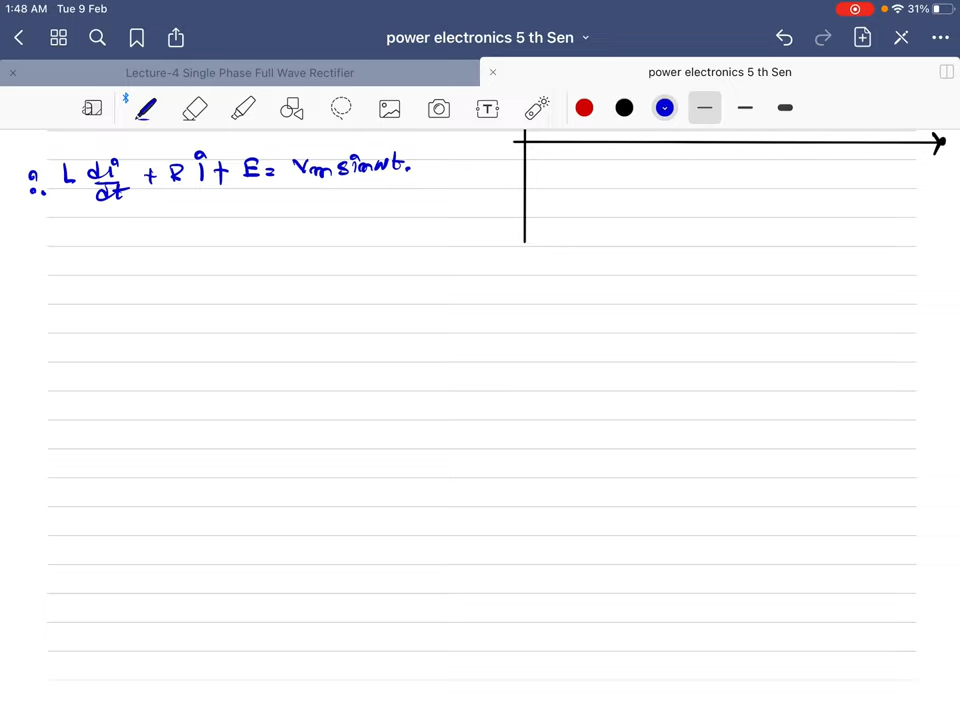 1:48 AM Tue 9 Feb 31%
power electronics 5 th Sen
Lecture-4 Single Phase Full Wave Rectifier
power electronics 5 th Sen
T
∴ L di/dt + R i + E = Vm sinωt.